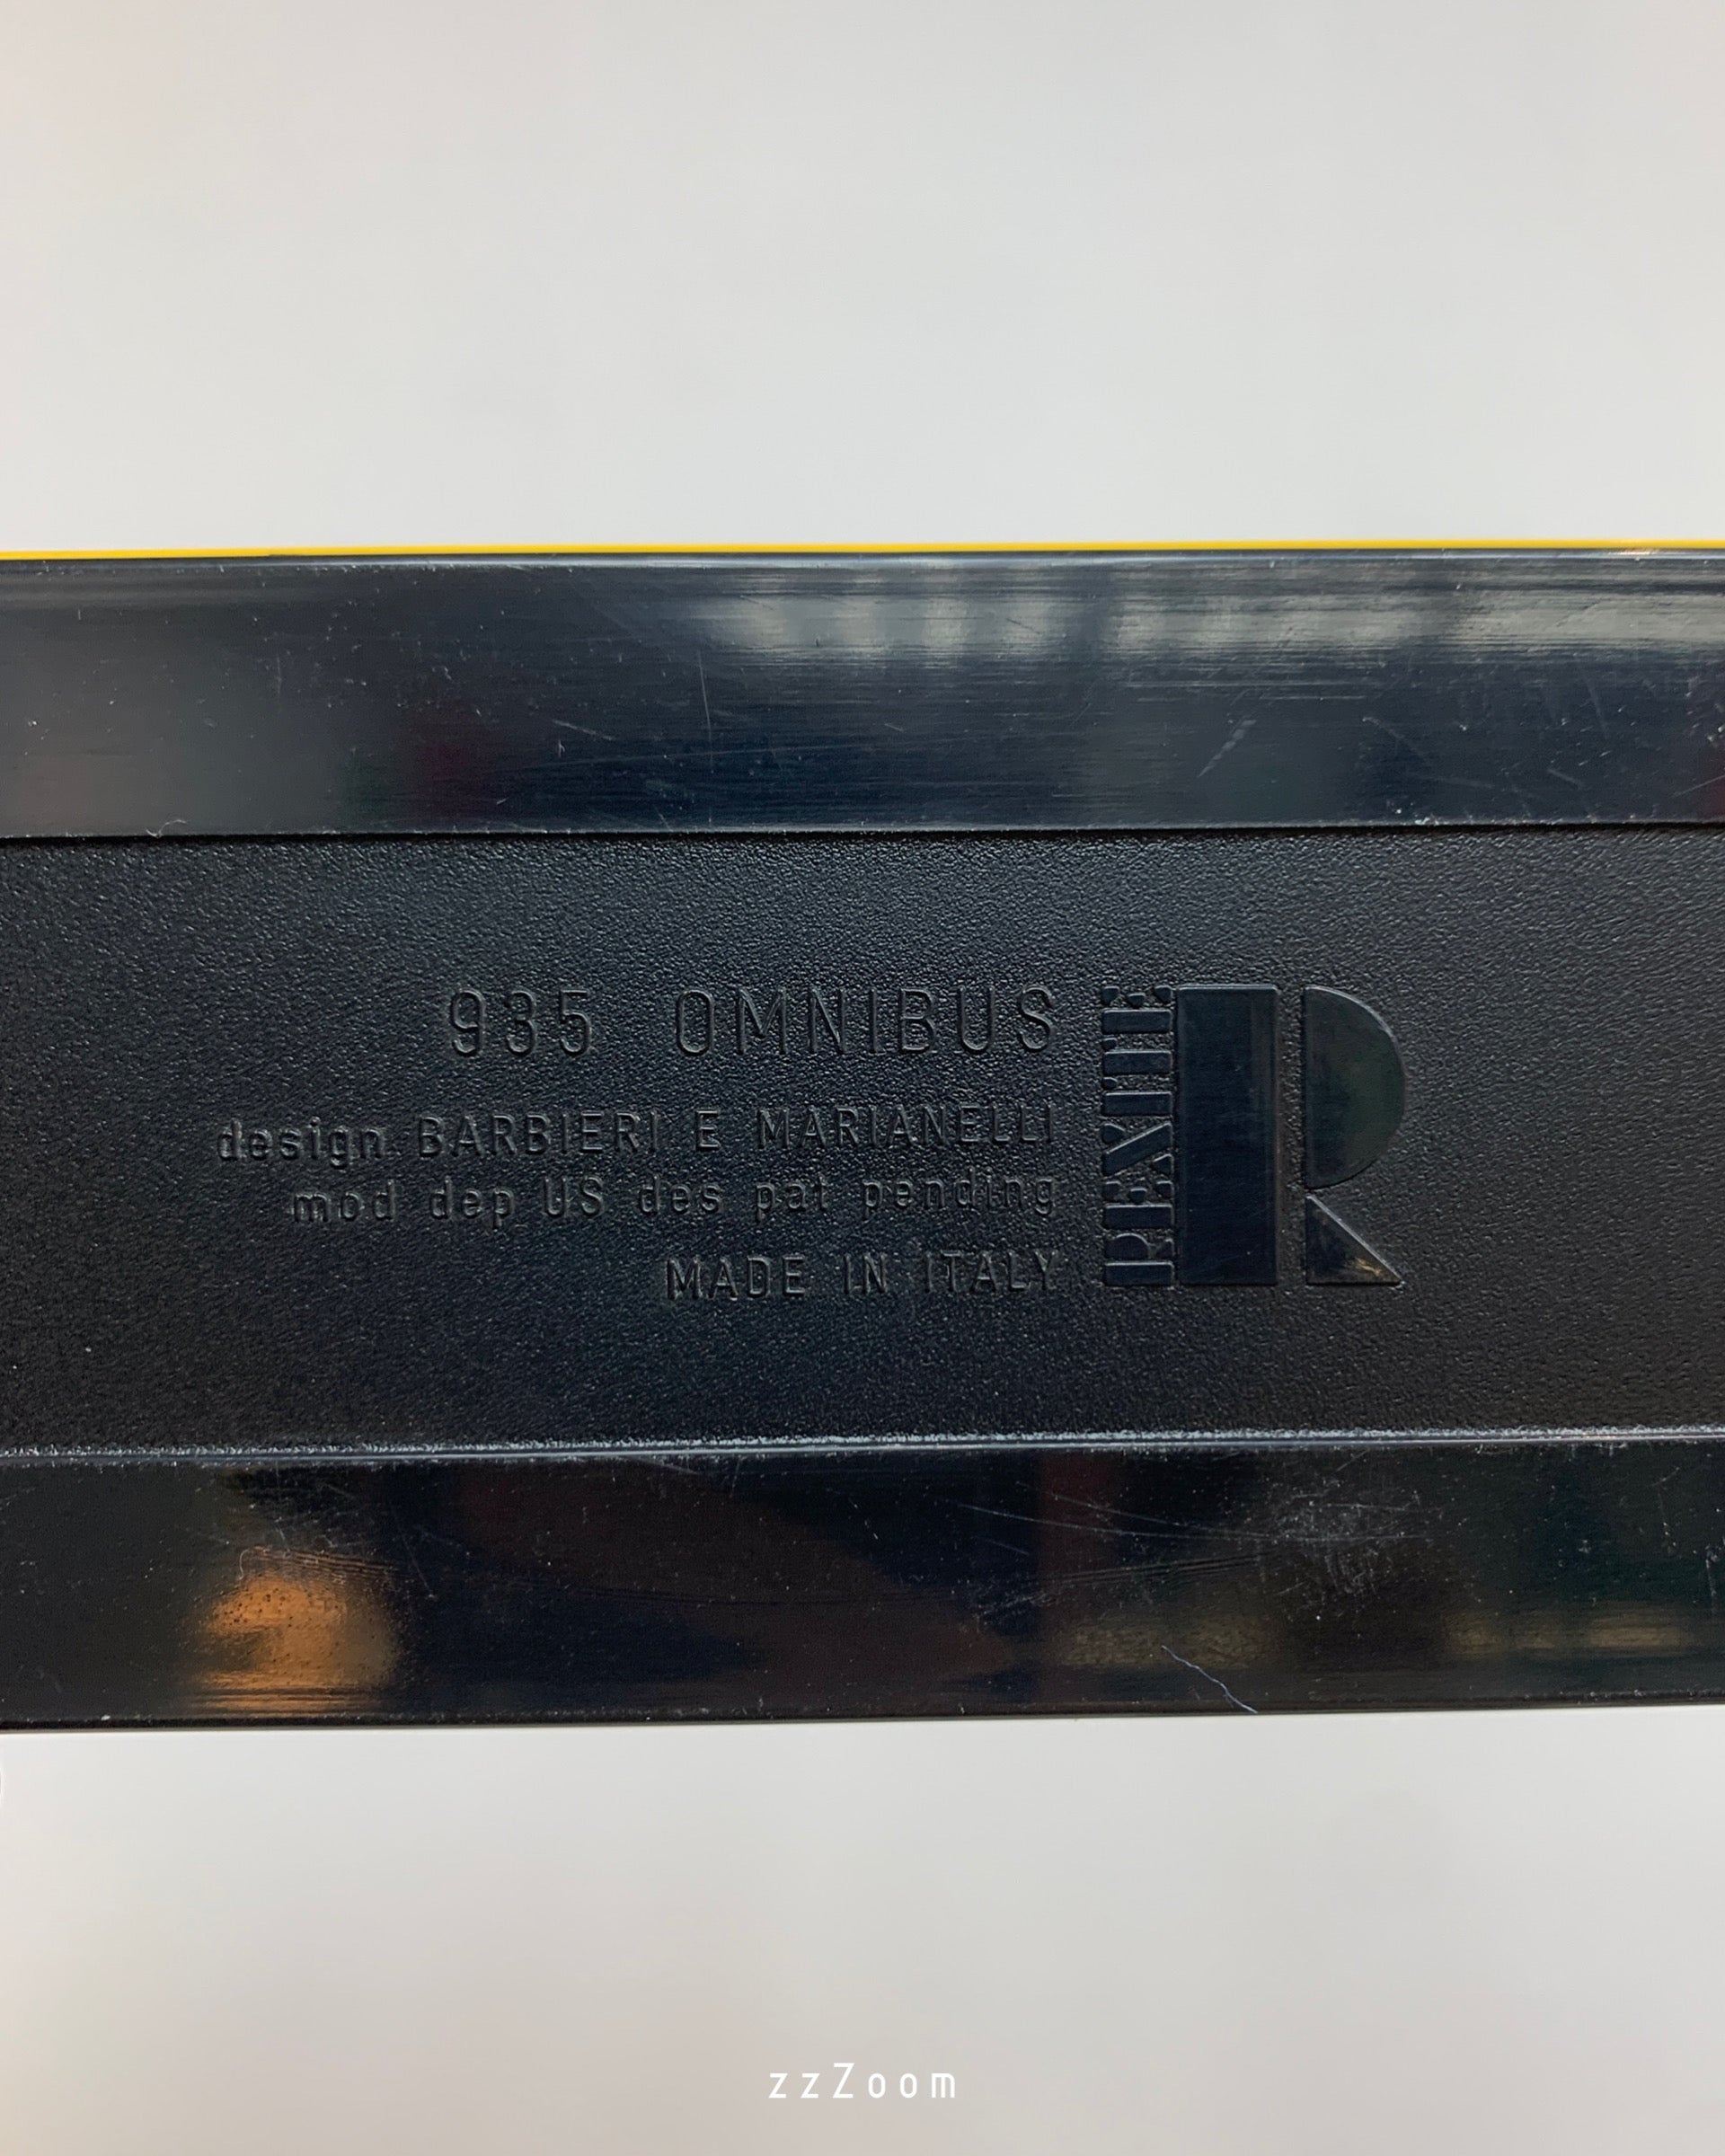 935 OMNIBUS
design BARBIERI E MARIANELLI
mod dep US des pat pending
MADE IN ITALY
REXITE
R
zzZoom